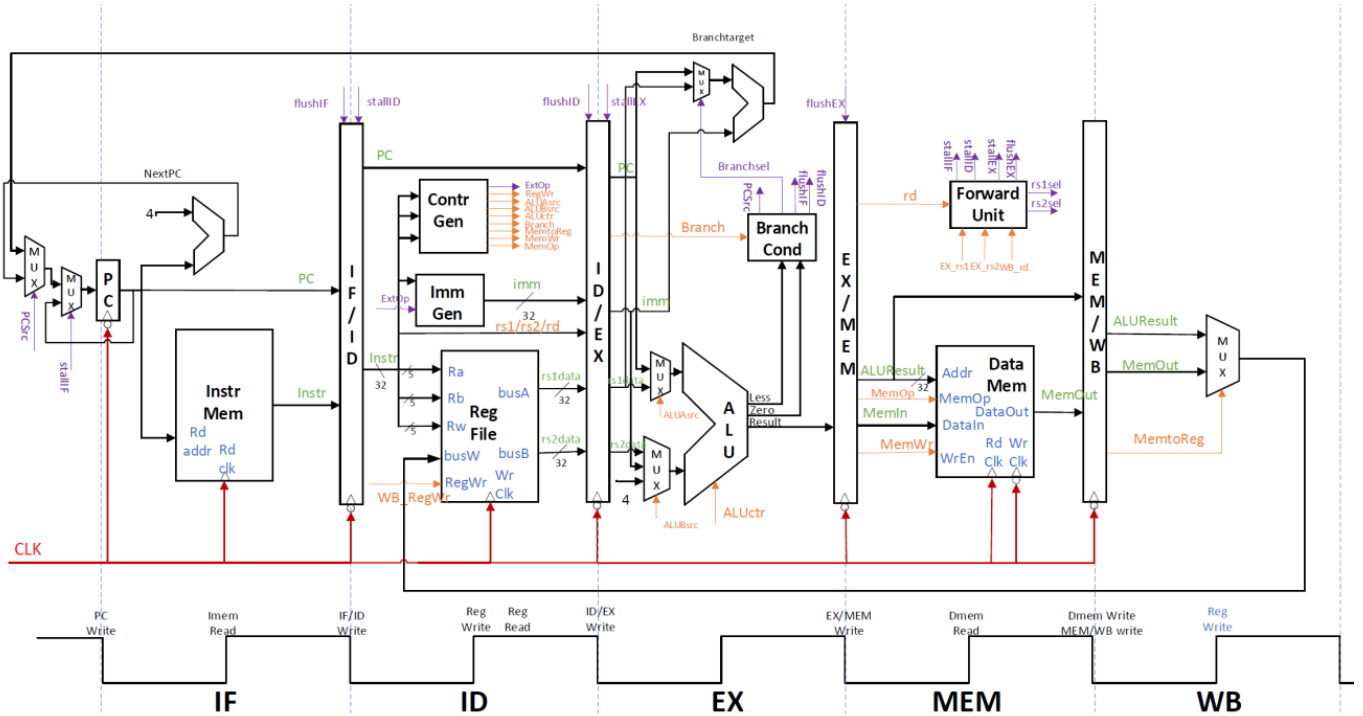 Branchtarget
flushIF
stallID
flushID
stallEX
flushEX
NextPC
4
MUX
MUX
PCSrc
stallIF
PC
PC
Instr
Mem
Rd
addr
Rd
clk
Instr
IF/ID
PC
Contr
Gen
ExtOp
RegWr
ALUAsrc
ALUBsrc
ALUctr
Branch
MemtoReg
MemWr
MemOp
ExtOp
Imm
Gen
imm
32
rs1/rs2/rd
Instr
32
5
5
5
Ra
Rb
Rw
busW
RegWr
Reg
File
busA
busB
Wr
Clk
rs1data
32
rs2data
32
WB_RegWr
ID/EX
PC
MUX
Branchsel
PCSrc
flushIF
flushID
Branch
Branch
Cond
imm
rs1data
MUX
ALUAsrc
rs2data
MUX
4
ALUBsrc
ALU
Less
Zero
Result
ALUctr
EX/MEM
rd
stallIF
stallID
stallEX
flushEX
Forward
Unit
rs1sel
rs2sel
EX_rs1
EX_rs2
WB_rd
ALUResult
32
MemOp
MemIn
MemWr
Addr
MemOp
DataIn
WrEn
Data
Mem
DataOut
Rd
Clk
Wr
Clk
MemOut
MEM/WB
ALUResult
MemOut
MUX
MemtoReg
CLK
PC
Write
Imem
Read
IF/ID
Write
Reg
Write
Reg
Read
ID/EX
Write
EX/MEM
Write
Dmem
Read
Dmem Write
MEM/WB write
Reg
Write
IF
ID
EX
MEM
WB